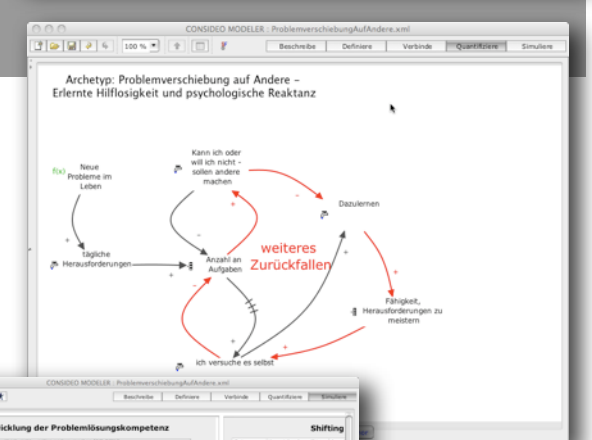 CONSIDEO MODELER : ProblemverschiebungAufAndere.xml
100 %
Beschreibe
Definiere
Verbinde
Quantifiziere
Simuliere
Archetyp: Problemverschiebung auf Andere –
Erlernte Hilflosigkeit und psychologische Reaktanz
Kann ich oder
will ich nicht -
sollen andere
machen
f(x)
Neue
Probleme im
Leben
-
Dazulernen
+
-
+
tägliche
Herausforderungen
+
Anzahl an
Aufgaben
weiteres
Zurückfallen
+
+
-
Fähigkeit,
Herausforderungen zu
meistern
+
+
ich versuche es selbst
CONSIDEO MODELER : ProblemverschiebungAufAndere.xml
Beschreibe
Definiere
Verbinde
Quantifiziere
Simuliere
icklung der Problemlösungskompetenz
Shifting